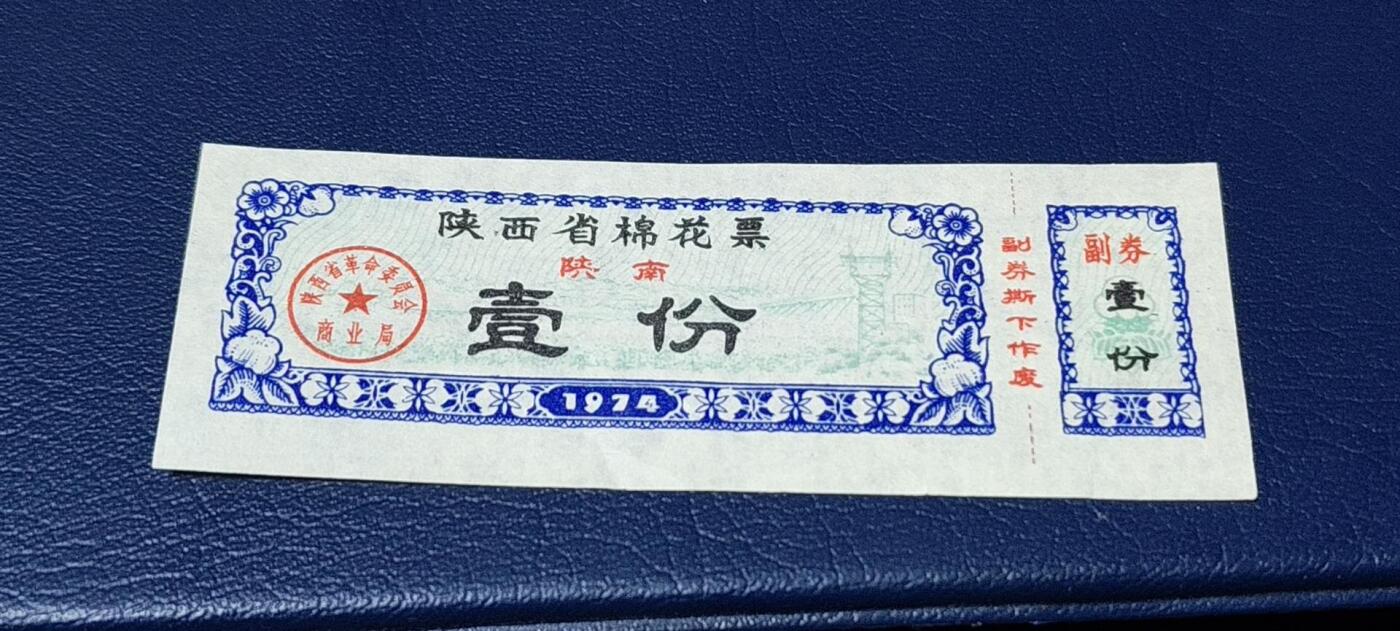 陕西省棉花票
陕南
壹份
陕西省革命委员会
商业局
1974
副券撕下作废
副券
壹份